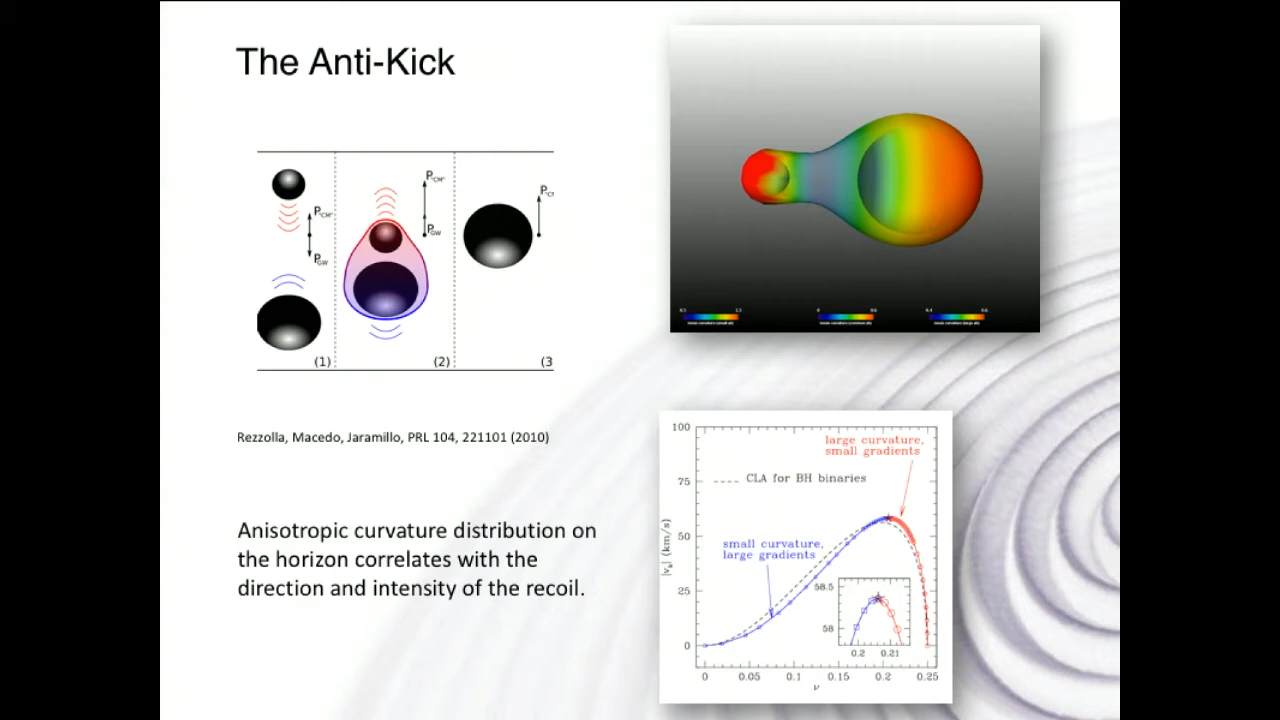 The Anti-Kick
P_CM
P_GW
(1)
P_CM
P_GW
(2)
(3
Rezzolla, Macedo, Jaramillo, PRL 104, 221101 (2010)
Anisotropic curvature distribution on
the horizon correlates with the
direction and intensity of the recoil.
100
75
50
25
0
|v_k| (km/s)
large curvature,
small gradients
CLA for BH binaries
small curvature,
large gradients
58.5
58
0.2 0.21
0 0.05 0.1 0.15 0.2 0.25
ν